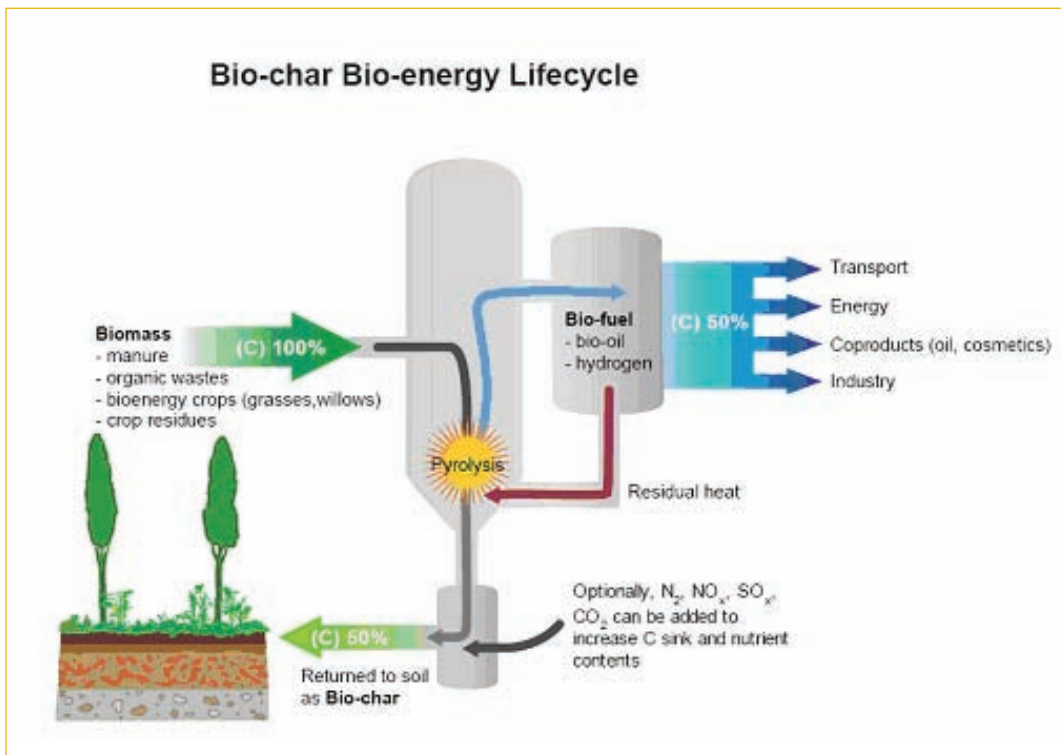 Bio-char Bio-energy Lifecycle
Biomass
- manure
- organic wastes
- bioenergy crops (grasses,willows)
- crop residues
(C) 100%
Pyrolysis
Bio-fuel
- bio-oil
- hydrogen
(C) 50%
Transport
Energy
Coproducts (oil, cosmetics)
Industry
Residual heat
Optionally, N₂, NOₓ, SOₓ,
CO₂ can be added to
increase C sink and nutrient
contents
(C) 50%
Returned to soil
as Bio-char